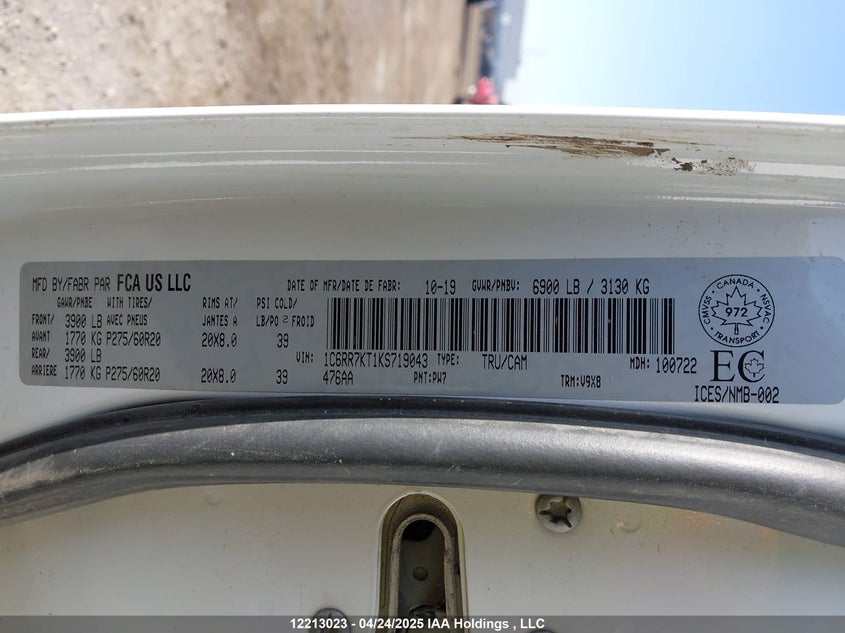 MFD BY/FABR PAR FCA US LLC DATE OF MFR/DATE DE FABR: 10-19 GVWR/PNBV: 6900 LB / 3130 KG
GAWR/PNBE WITH TIRES/ RIMS AT/ PSI COLD/
FRONT/ 3900 LB AVEC PNEUS JANTES A LB/PO 2 FROID
AVANT 1770 KG P275/60R20 20X8.0 39
REAR/ 3900 LB
ARRIERE 1770 KG P275/60R20 20X8.0 39
VIN: 1C6RR7KT1KS719043 TYPE: TRU/CAM MDH: 100722
476AA PNT: PW7 TRM: V9X8
CANADA
CMVSS 972 NSVAC
TRANSPORT
EC
ICES/NMB-002
12213023 - 04/24/2025 IAA Holdings , LLC